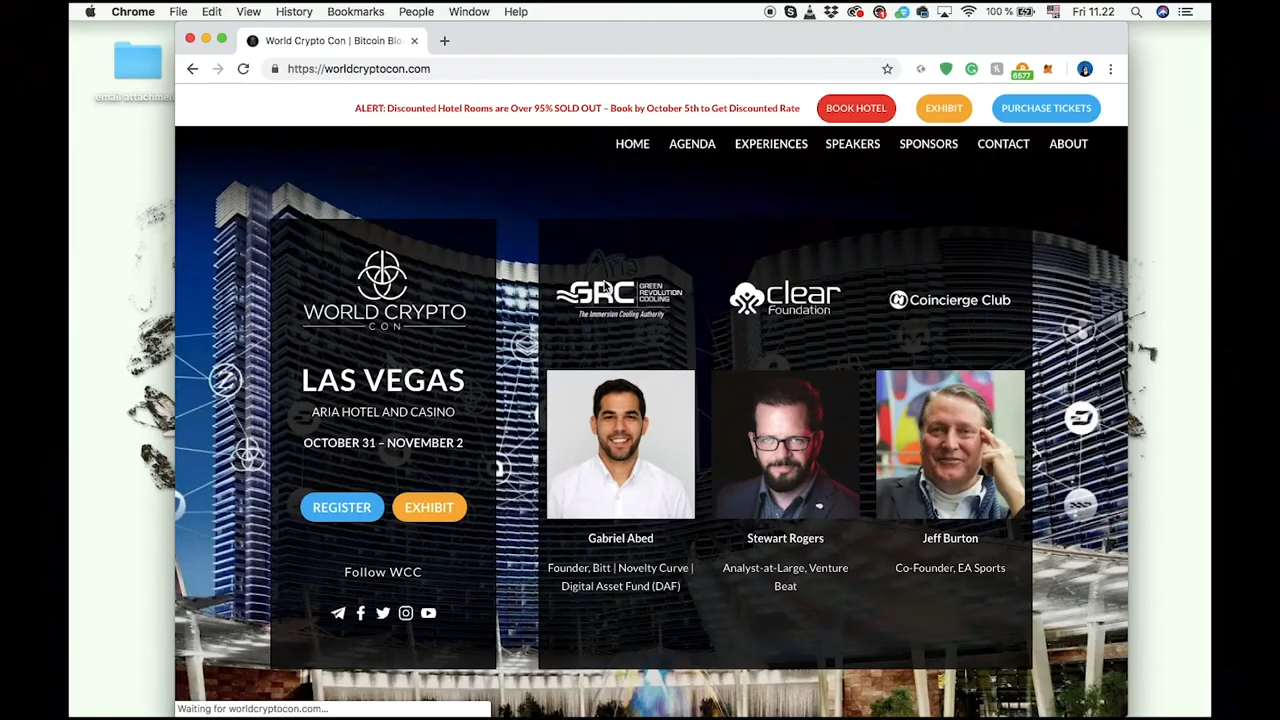 Chrome File Edit View History Bookmarks People Window Help
100 % Fri 11.22
World Crypto Con | Bitcoin Blo
https://worldcryptocon.com
6577
ALERT: Discounted Hotel Rooms are Over 95% SOLD OUT – Book by October 5th to Get Discounted Rate
BOOK HOTEL
EXHIBIT
PURCHASE TICKETS
HOME AGENDA EXPERIENCES SPEAKERS SPONSORS CONTACT ABOUT
WORLD CRYPTO
CON
LAS VEGAS
ARIA HOTEL AND CASINO
OCTOBER 31 – NOVEMBER 2
REGISTER
EXHIBIT
Follow WCC
Aria
GRC
GREEN
REVOLUTION
COOLING
The Immersion Cooling Authority
clear
Foundation
Coincierge Club
Gabriel Abed
Founder, Bitt | Novelty Curve |
Digital Asset Fund (DAF)
Stewart Rogers
Analyst-at-Large, Venture
Beat
Jeff Burton
Co-Founder, EA Sports
Waiting for worldcryptocon.com...